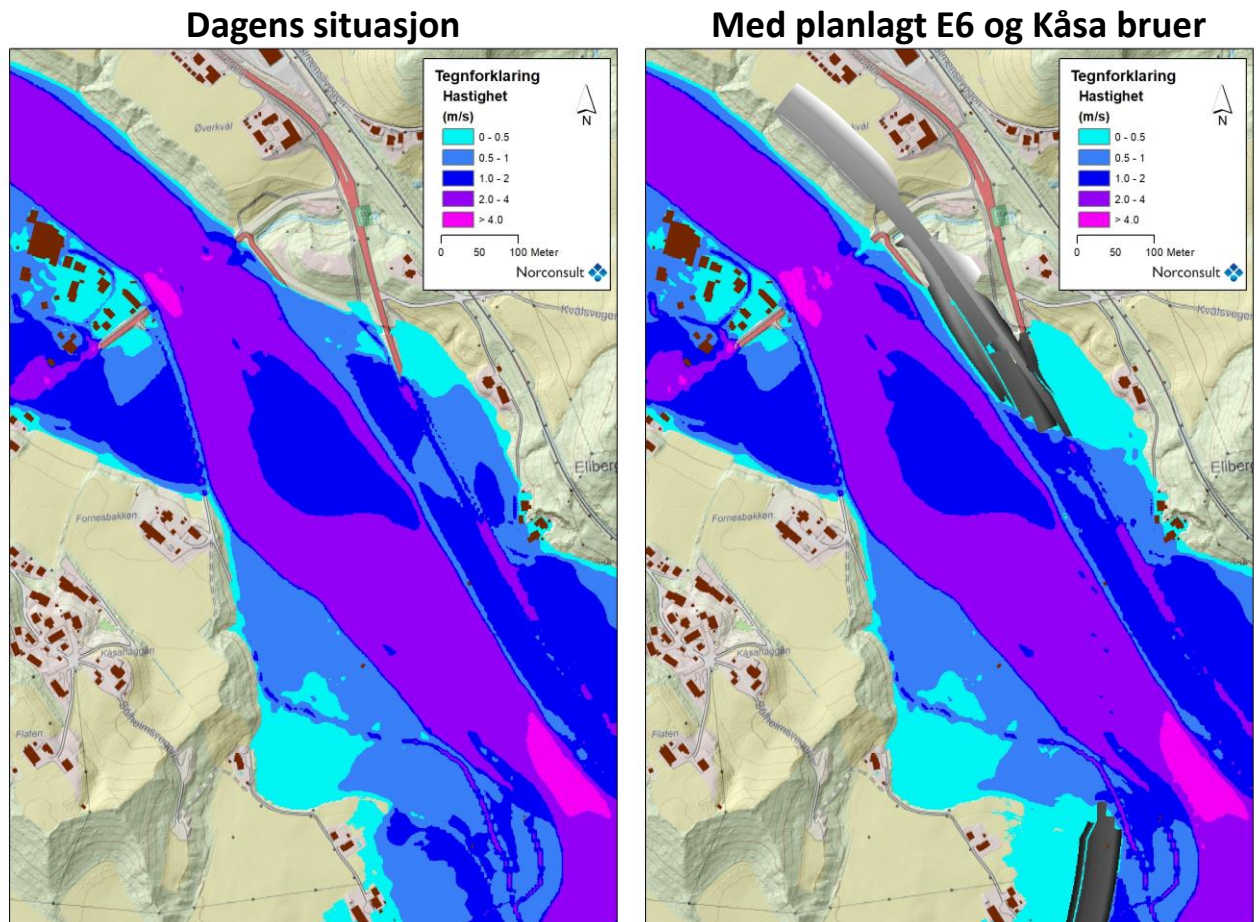 Dagens situasjon
Med planlagt E6 og Kåsa bruer
Tegnforklaring
Hastighet
(m/s)
0 - 0.5
0.5 - 1
1.0 - 2
2.0 - 4
> 4.0
0 50 100 Meter
N
Norconsult
Øverkvål
Kvålsvegen
Eliberg
Fornesbakken
Kåsahaggan
Solheimsvegen
Flaten
Tegnforklaring
Hastighet
(m/s)
0 - 0.5
0.5 - 1
1.0 - 2
2.0 - 4
> 4.0
0 50 100 Meter
N
Norconsult
Kvålsvegen
Eliberg
Fornesbakken
Kåsahaggan
Solheimsvegen
Flaten